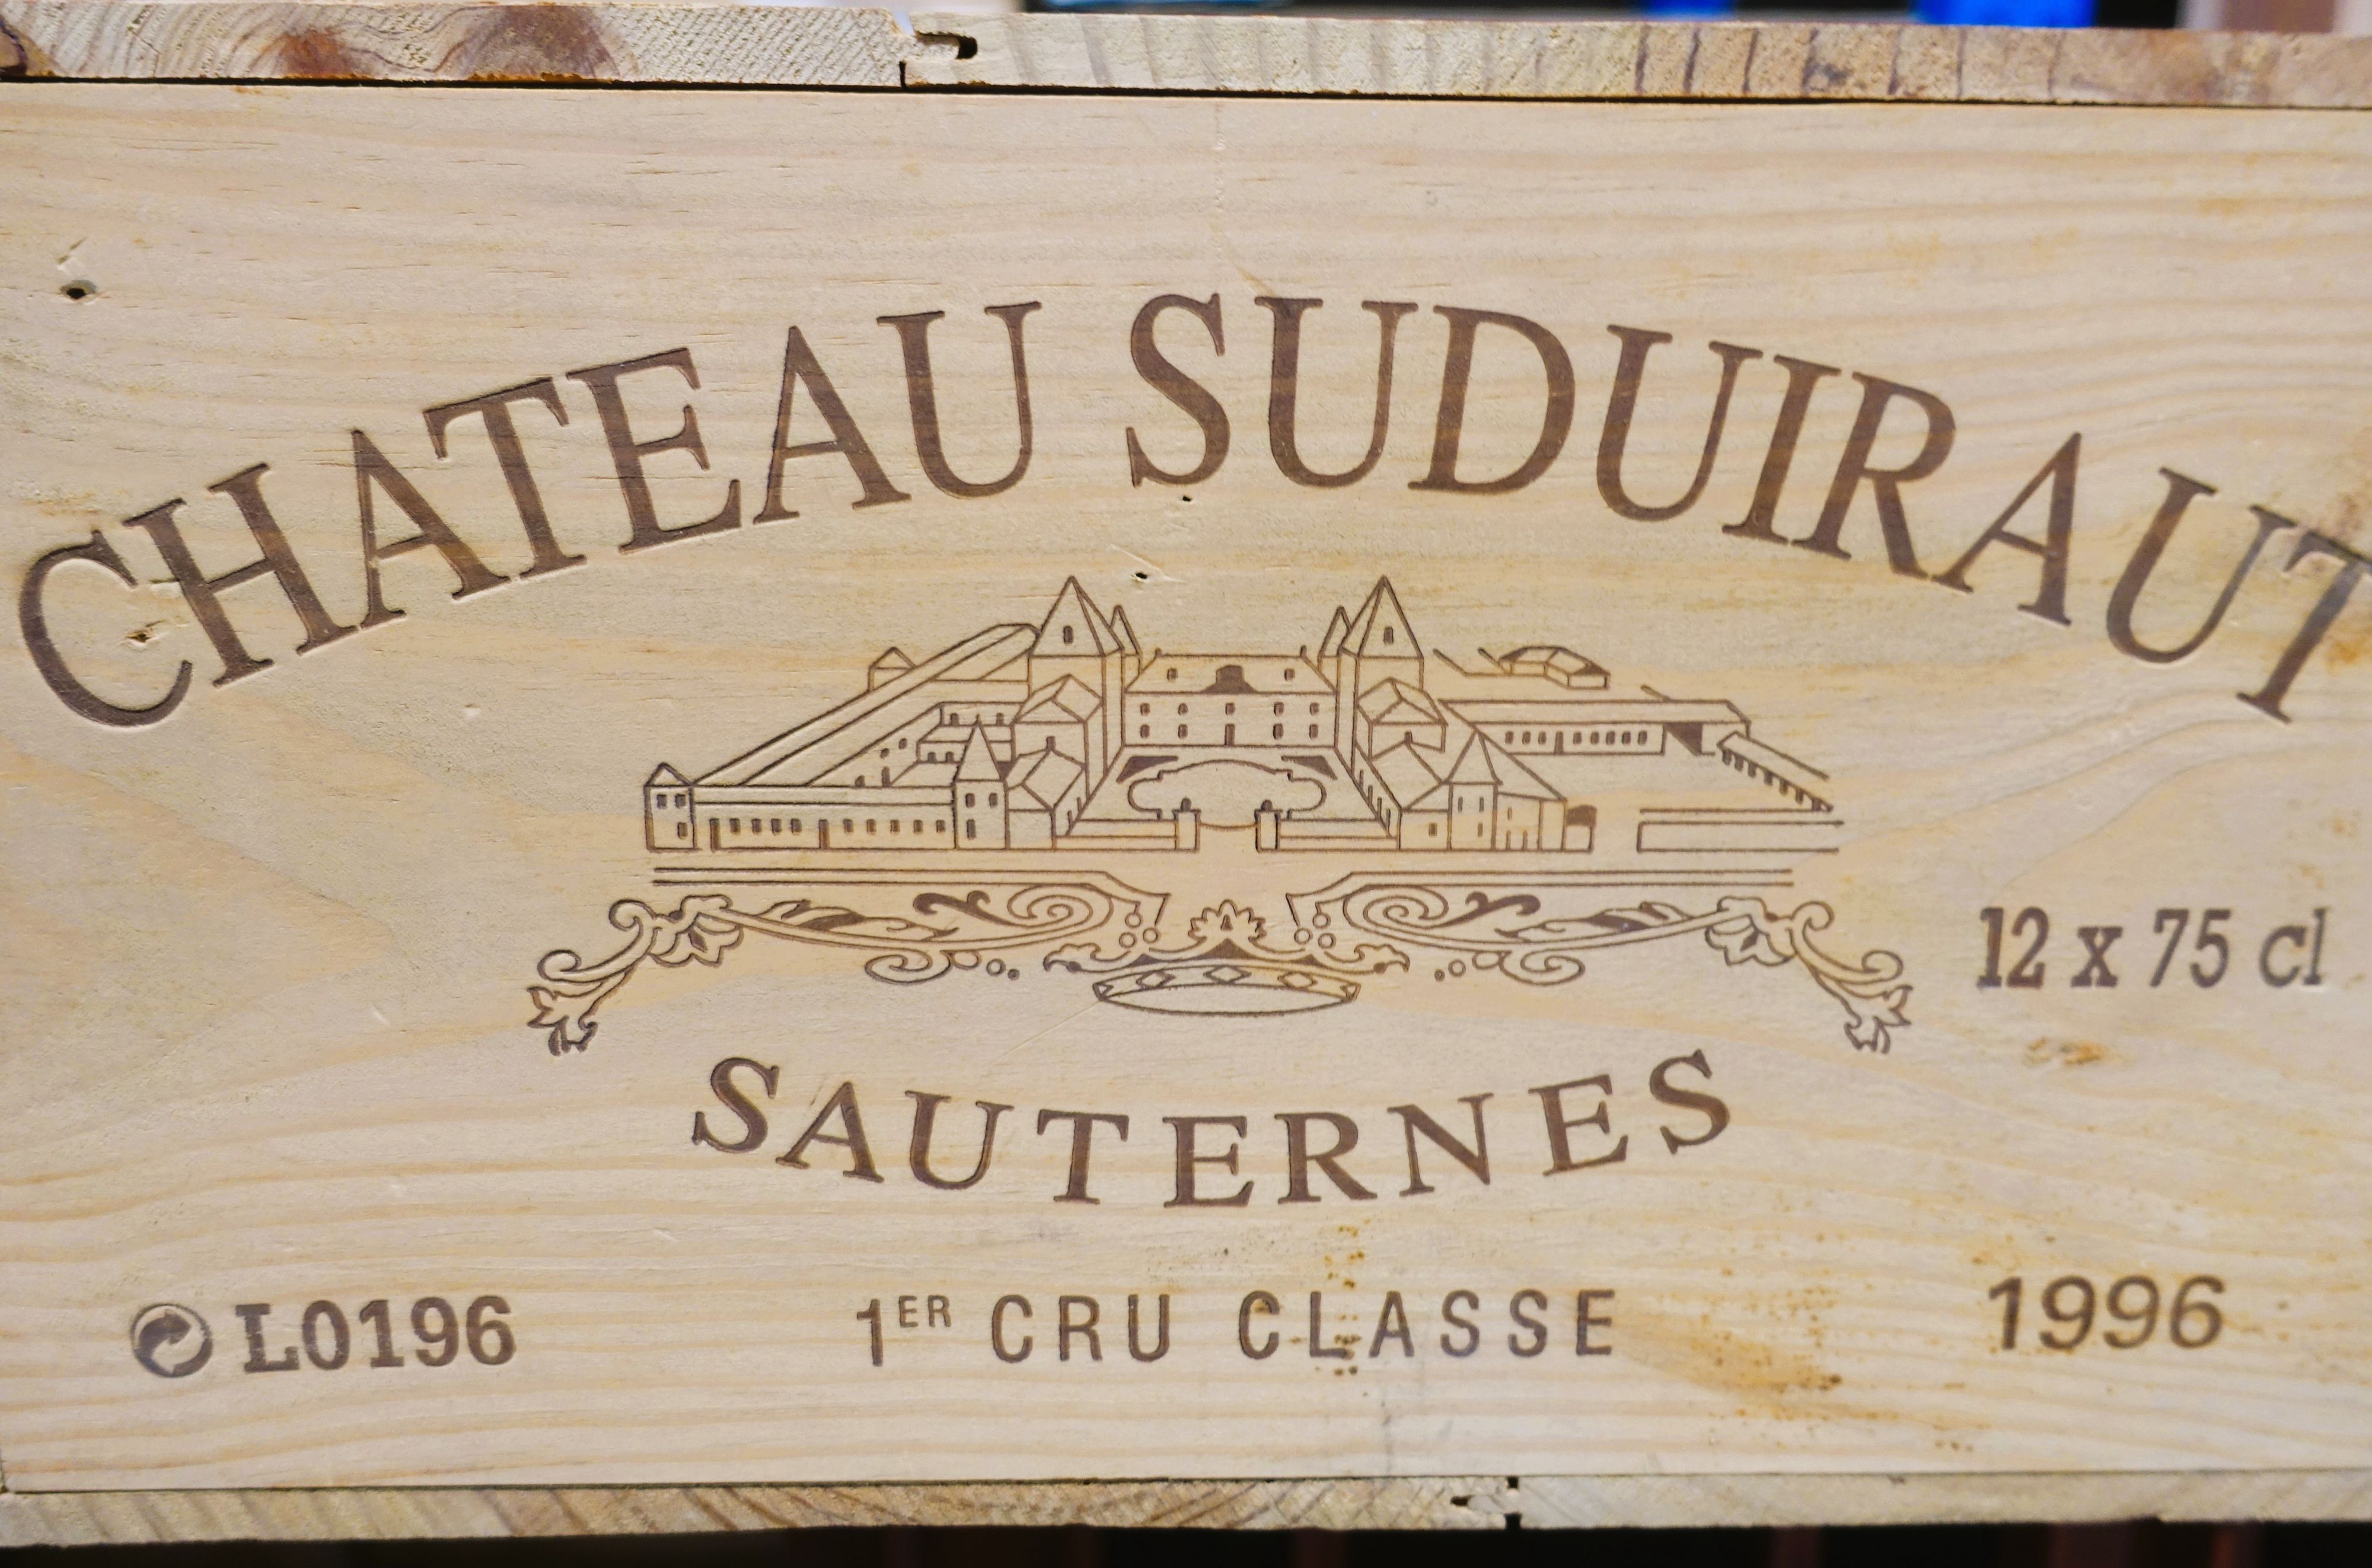 CHATEAU SUDUIRAUT
12 x 75 cl
SAUTERNES
L0196
1ER CRU CLASSE
1996